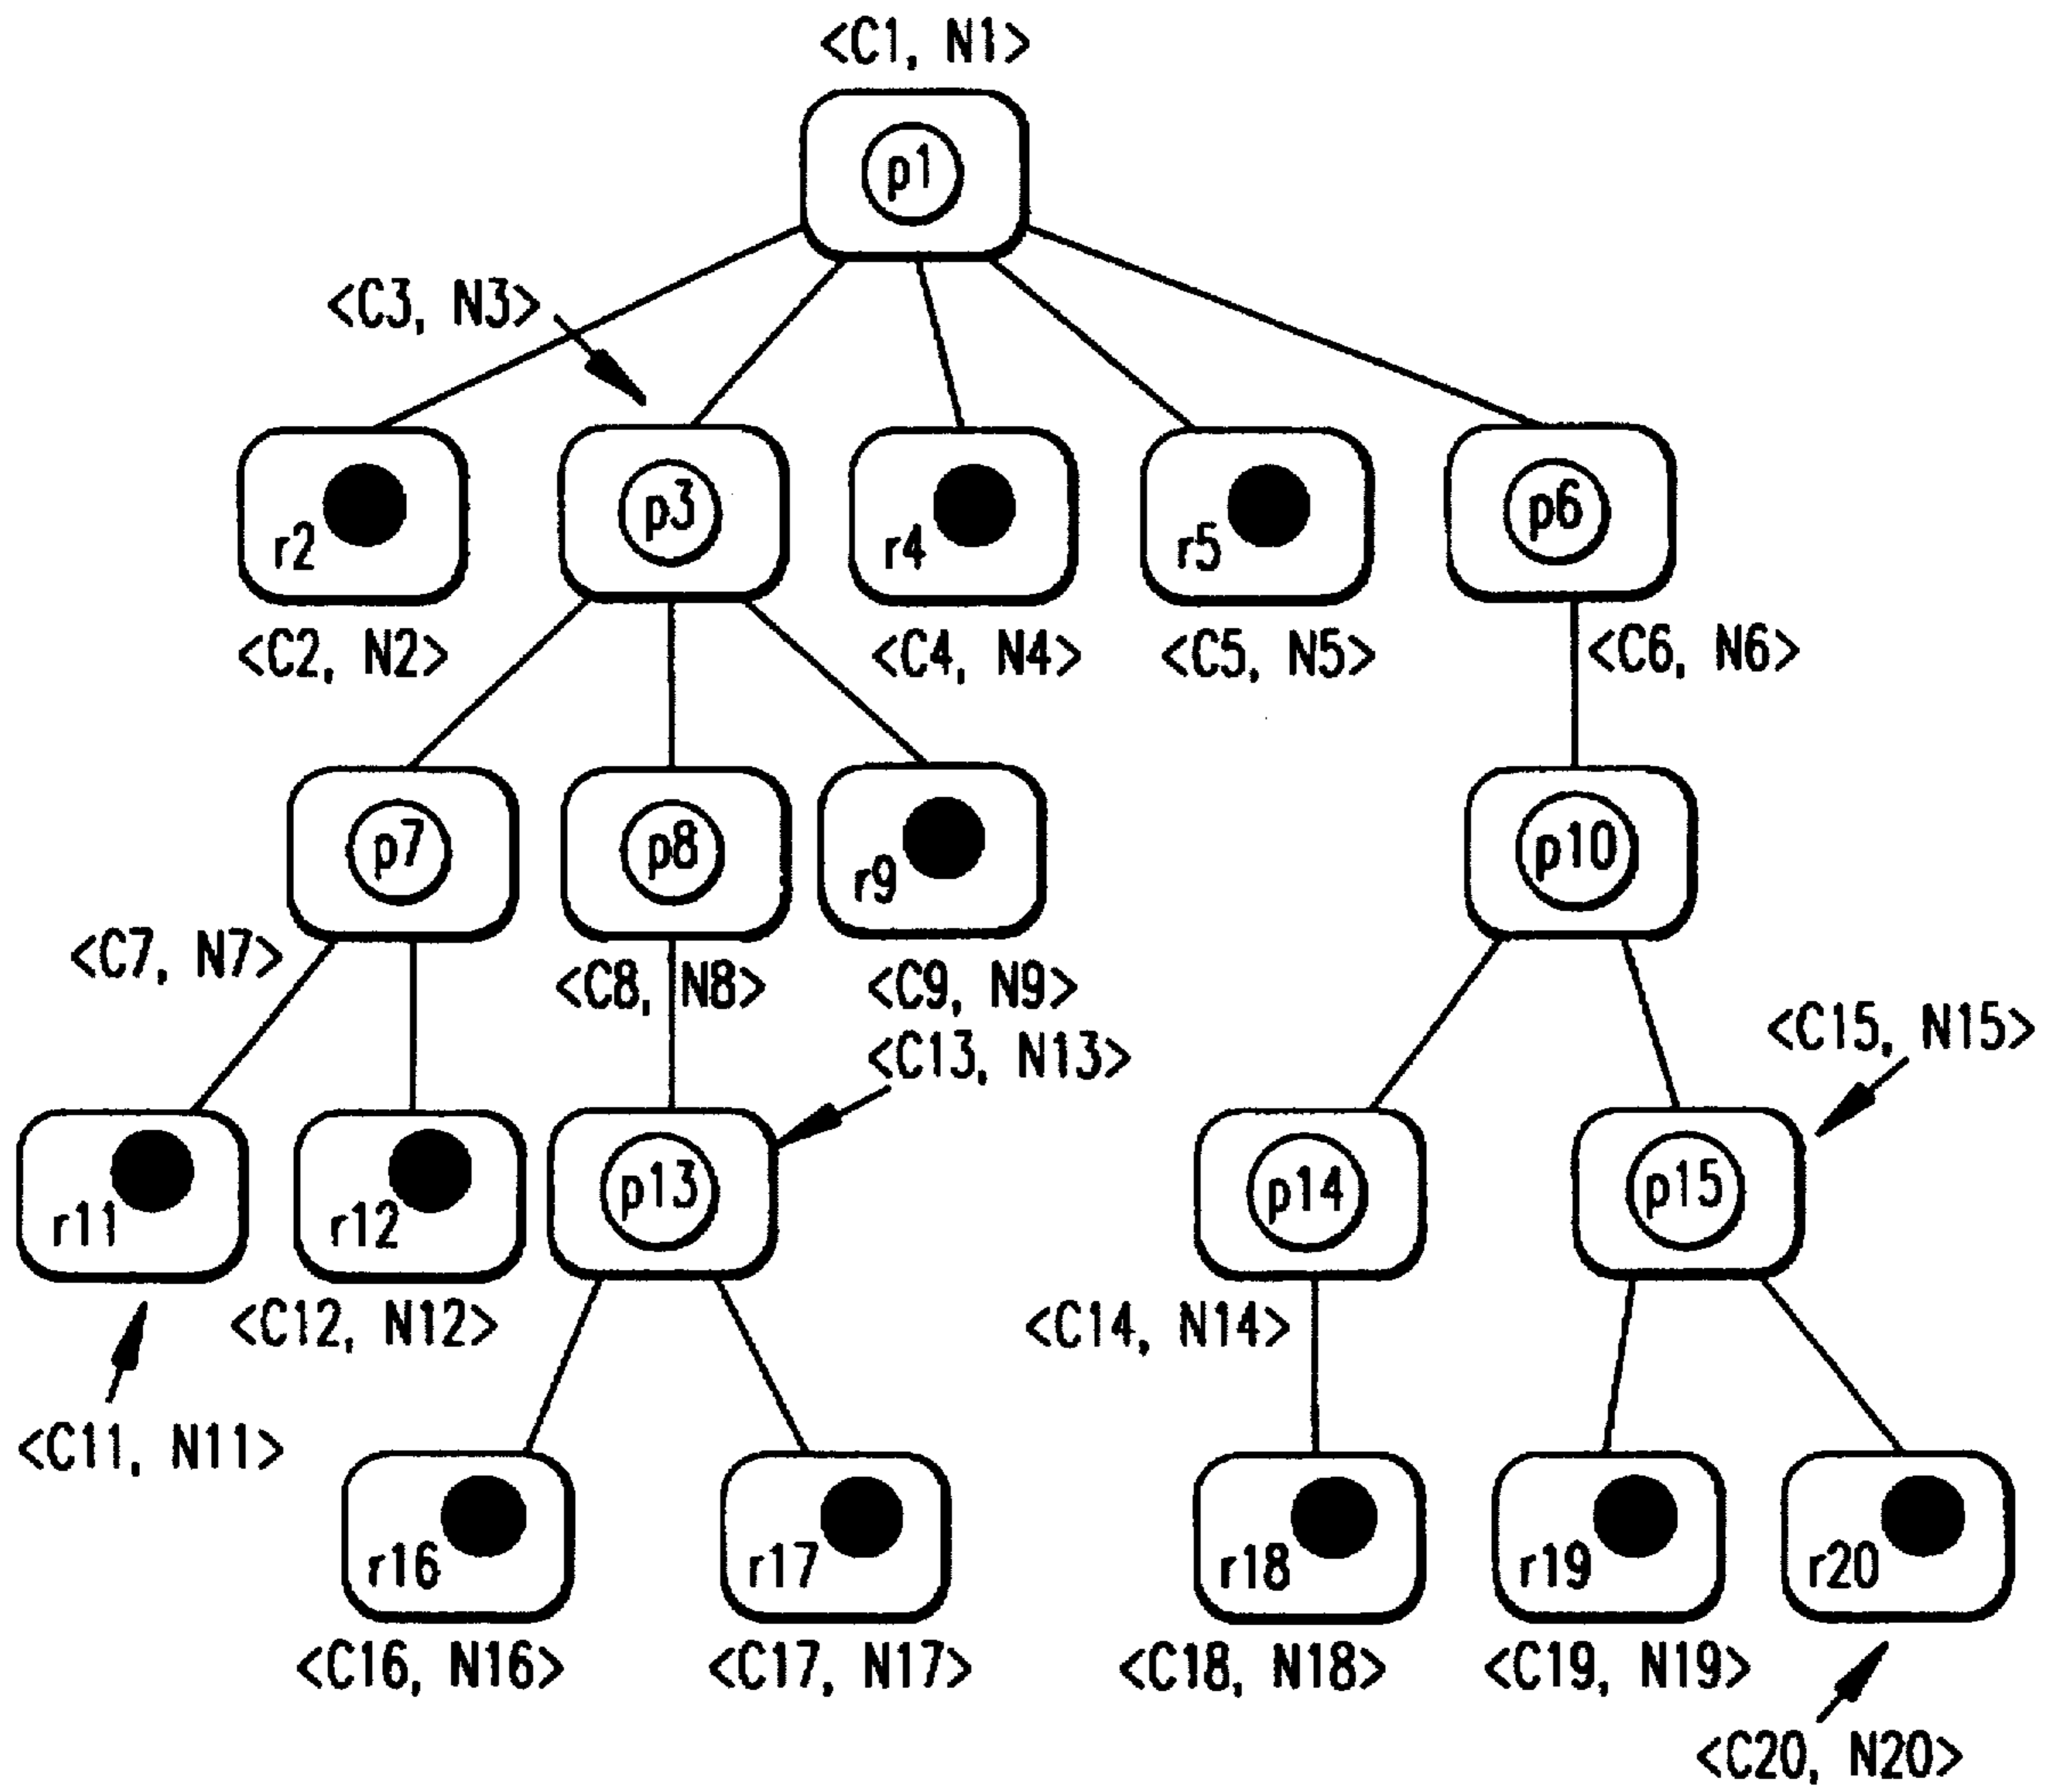 <C1, N1>
p1
<C3, N3>
r2
p3
r4
r5
p6
<C2, N2>
<C4, N4>
<C5, N5>
<C6, N6>
p7
p8
r9
p10
<C7, N7>
<C8, N8>
<C9, N9>
<C13, N13>
<C15, N15>
r11
r12
p13
p14
p15
<C12, N12>
<C14, N14>
<C11, N11>
r16
r17
r18
r19
r20
<C16, N16>
<C17, N17>
<C18, N18>
<C19, N19>
<C20, N20>